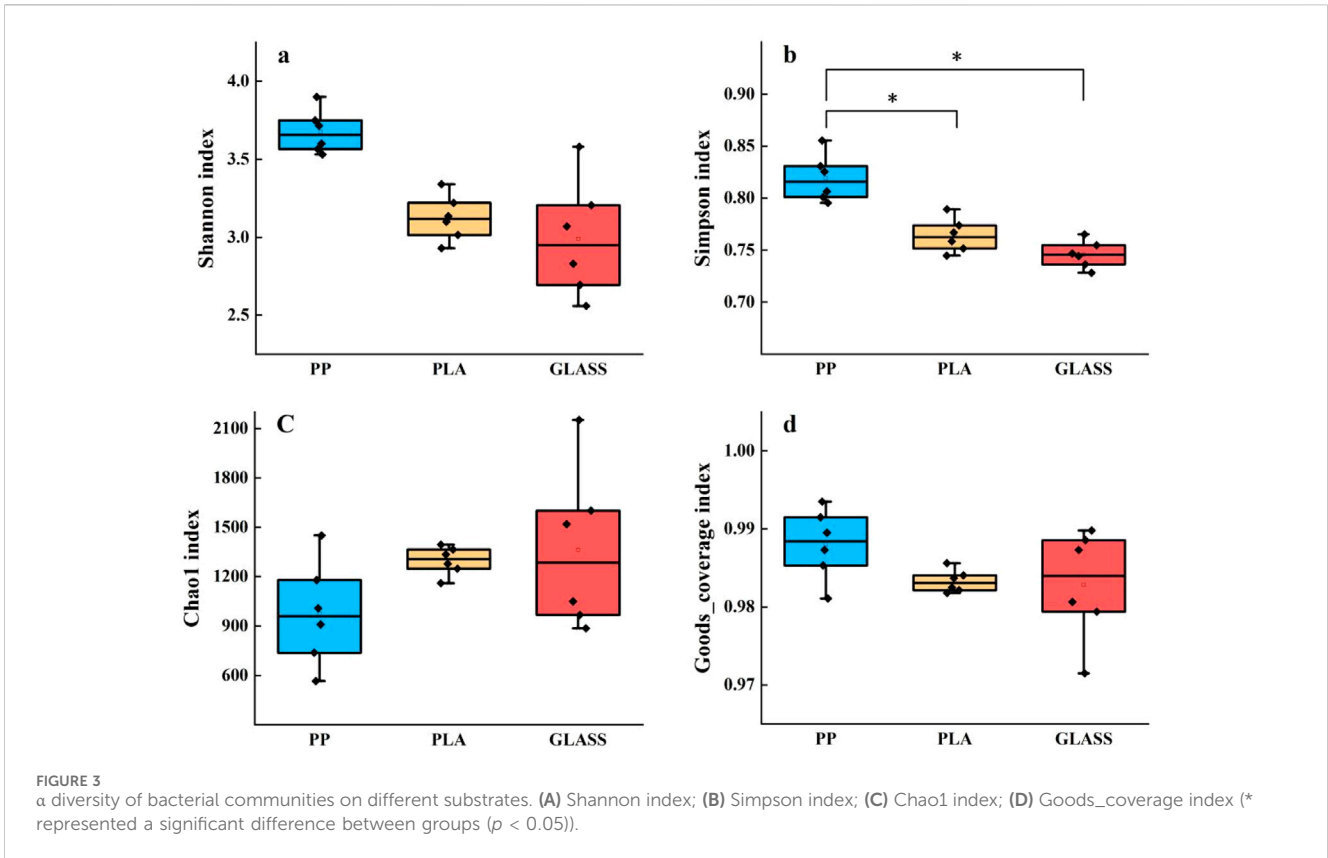 a
4.0
3.5
3.0
2.5
Shannon index
PP
PLA
GLASS
b
*
*
0.90
0.85
0.80
0.75
0.70
Simpson index
PP
PLA
GLASS
C
2100
1800
1500
1200
900
600
Chao1 index
PP
PLA
GLASS
d
1.00
0.99
0.98
0.97
Goods_coverage index
PP
PLA
GLASS
FIGURE 3
α diversity of bacterial communities on different substrates. (A) Shannon index; (B) Simpson index; (C) Chao1 index; (D) Goods_coverage index (*
represented a significant difference between groups (p < 0.05)).